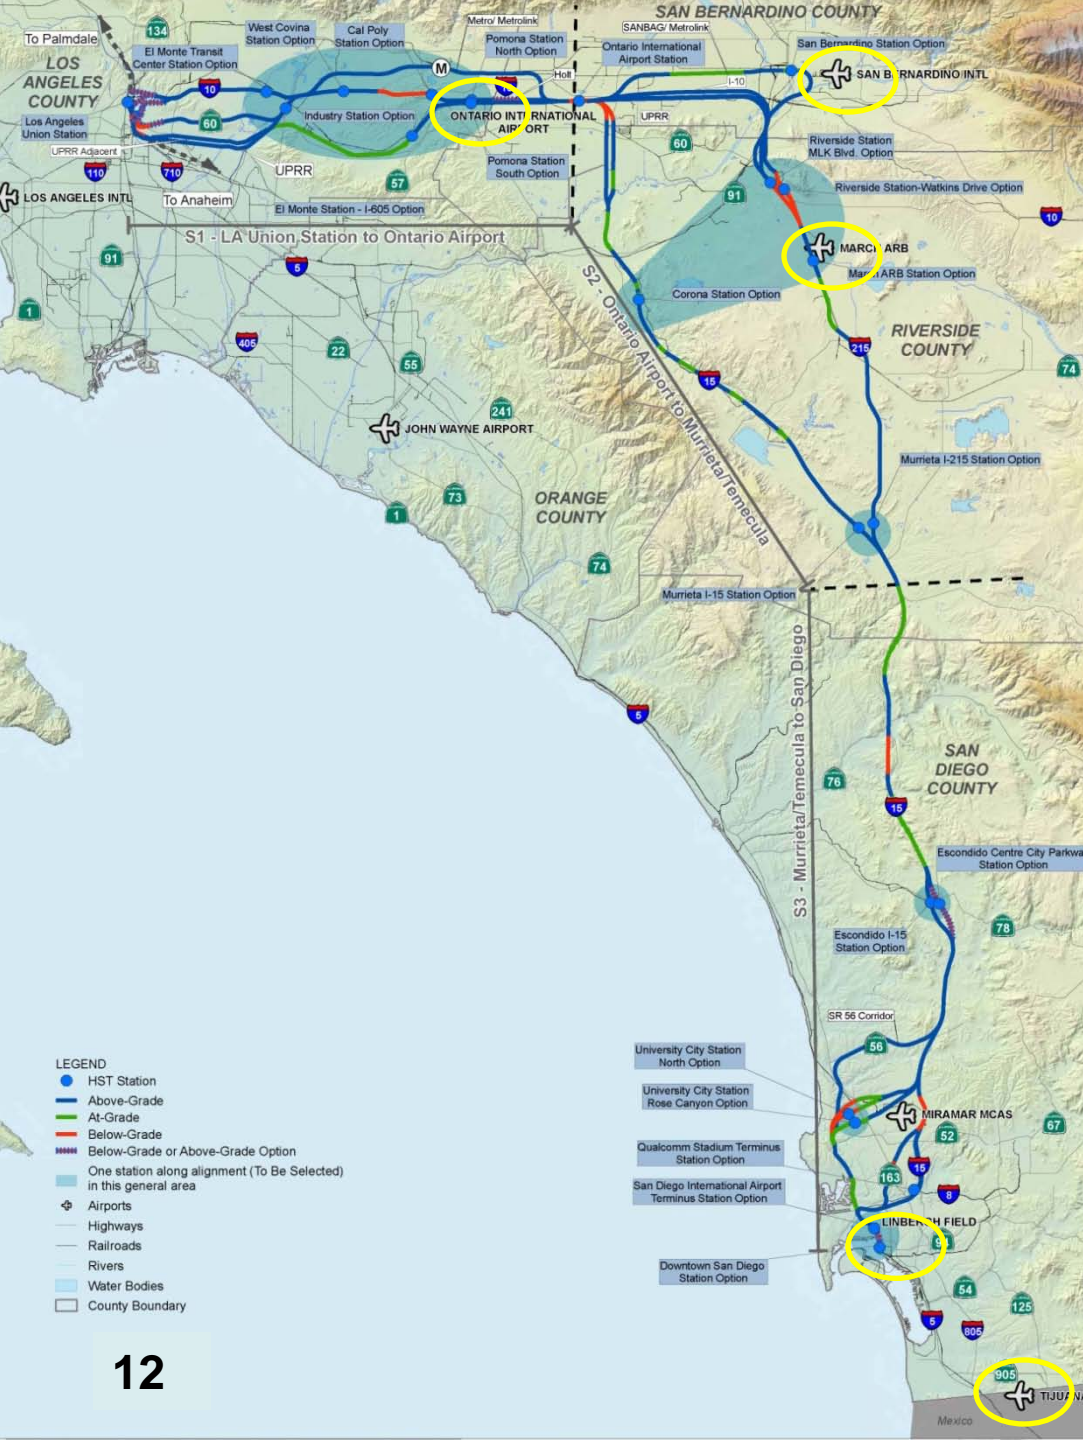 SAN BERNARDINO COUNTY
134
To Palmdale
LOS
ANGELES
COUNTY
El Monte Transit
Center Station Option
West Covina
Station Option
Cal Poly
Station Option
Metro/ Metrolink
Pomona Station
North Option
SANBAG/ Metrolink
Ontario International
Airport Station
San Bernardino Station Option
SAN BERNARDINO INTL
M
Holt
I-10
10
60
Los Angeles
Union Station
Industry Station Option
ONTARIO INTERNATIONAL
AIRPORT
UPRR
60
Riverside Station
MLK Blvd. Option
UPRR Adjacent
UPRR
Pomona Station
South Option
110
710
57
91
Riverside Station-Watkins Drive Option
LOS ANGELES INTL
To Anaheim
El Monte Station - I-605 Option
10
S1 - LA Union Station to Ontario Airport
91
5
MARCH ARB
March ARB Station Option
S2 - Ontario Airport to Murrieta/Temecula
Corona Station Option
1
405
22
55
RIVERSIDE
COUNTY
215
74
15
241
JOHN WAYNE AIRPORT
Murrieta I-215 Station Option
73
1
ORANGE
COUNTY
74
Murrieta I-15 Station Option
S3 - Murrieta/Temecula to San Diego
5
SAN
DIEGO
COUNTY
76
15
Escondido Centre City Parkwa
Station Option
78
Escondido I-15
Station Option
SR 56 Corridor
56
University City Station
North Option
University City Station
Rose Canyon Option
MIRAMAR MCAS
52
67
Qualcomm Stadium Terminus
Station Option
163
15
8
San Diego International Airport
Terminus Station Option
LINBERGH FIELD
94
Downtown San Diego
Station Option
54
125
5
805
905
TIJUANA
Mexico
LEGEND
HST Station
Above-Grade
At-Grade
Below-Grade
Below-Grade or Above-Grade Option
One station along alignment (To Be Selected)
in this general area
Airports
Highways
Railroads
Rivers
Water Bodies
County Boundary
12